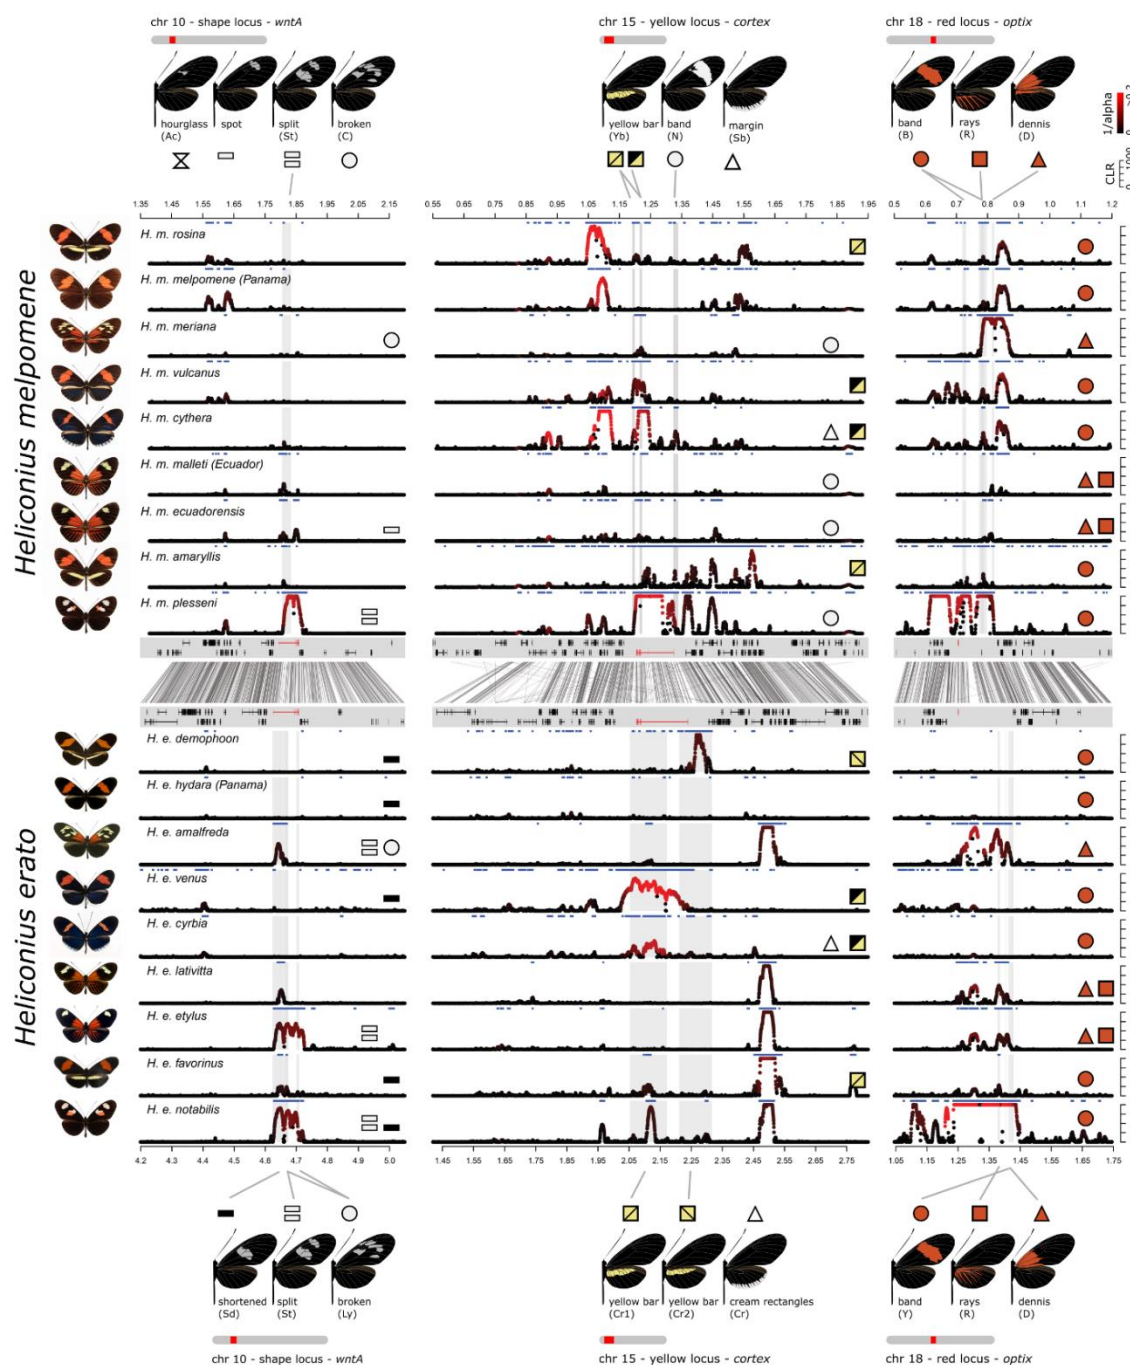 chr 10 - shape locus - wntA
chr 15 - yellow locus - cortex
chr 18 - red locus - optix
hourglass (Ac)
spot
split (St)
broken (C)
yellow bar (Yb)
band (N)
margin (Sb)
band (B)
rays (R)
dennis (D)
1/alpha
CLR
0 1000
1.35 1.45 1.55 1.65 1.75 1.85 1.95 2.05 2.15
0.55 0.65 0.75 0.85 0.95 1.05 1.15 1.25 1.35 1.45 1.55 1.65 1.75 1.85 1.95
0.5 0.6 0.7 0.8 0.9 1.0 1.1 1.2
Heliconius melpomene
H. m. rosina
H. m. melpomene (Panama)
H. m. meriana
H. m. vulcanus
H. m. cythera
H. m. malleti (Ecuador)
H. m. ecuadorensis
H. m. amaryllis
H. m. plesseni
Heliconius erato
H. e. demophoon
H. e. hydara (Panama)
H. e. amalfreda
H. e. venus
H. e. cyrbia
H. e. lativitta
H. e. etylus
H. e. favorinus
H. e. notabilis
4.2 4.3 4.4 4.5 4.6 4.7 4.8 4.9 5.0
1.45 1.55 1.65 1.75 1.85 1.95 2.05 2.15 2.25 2.35 2.45 2.55 2.65 2.75
1.05 1.15 1.25 1.35 1.45 1.55 1.65 1.75
shortened (Sd)
split (St)
broken (Ly)
yellow bar (Cr1)
yellow bar (Cr2)
cream rectangles (Cr)
band (Y)
rays (R)
dennis (D)
chr 10 - shape locus - wntA
chr 15 - yellow locus - cortex
chr 18 - red locus - optix